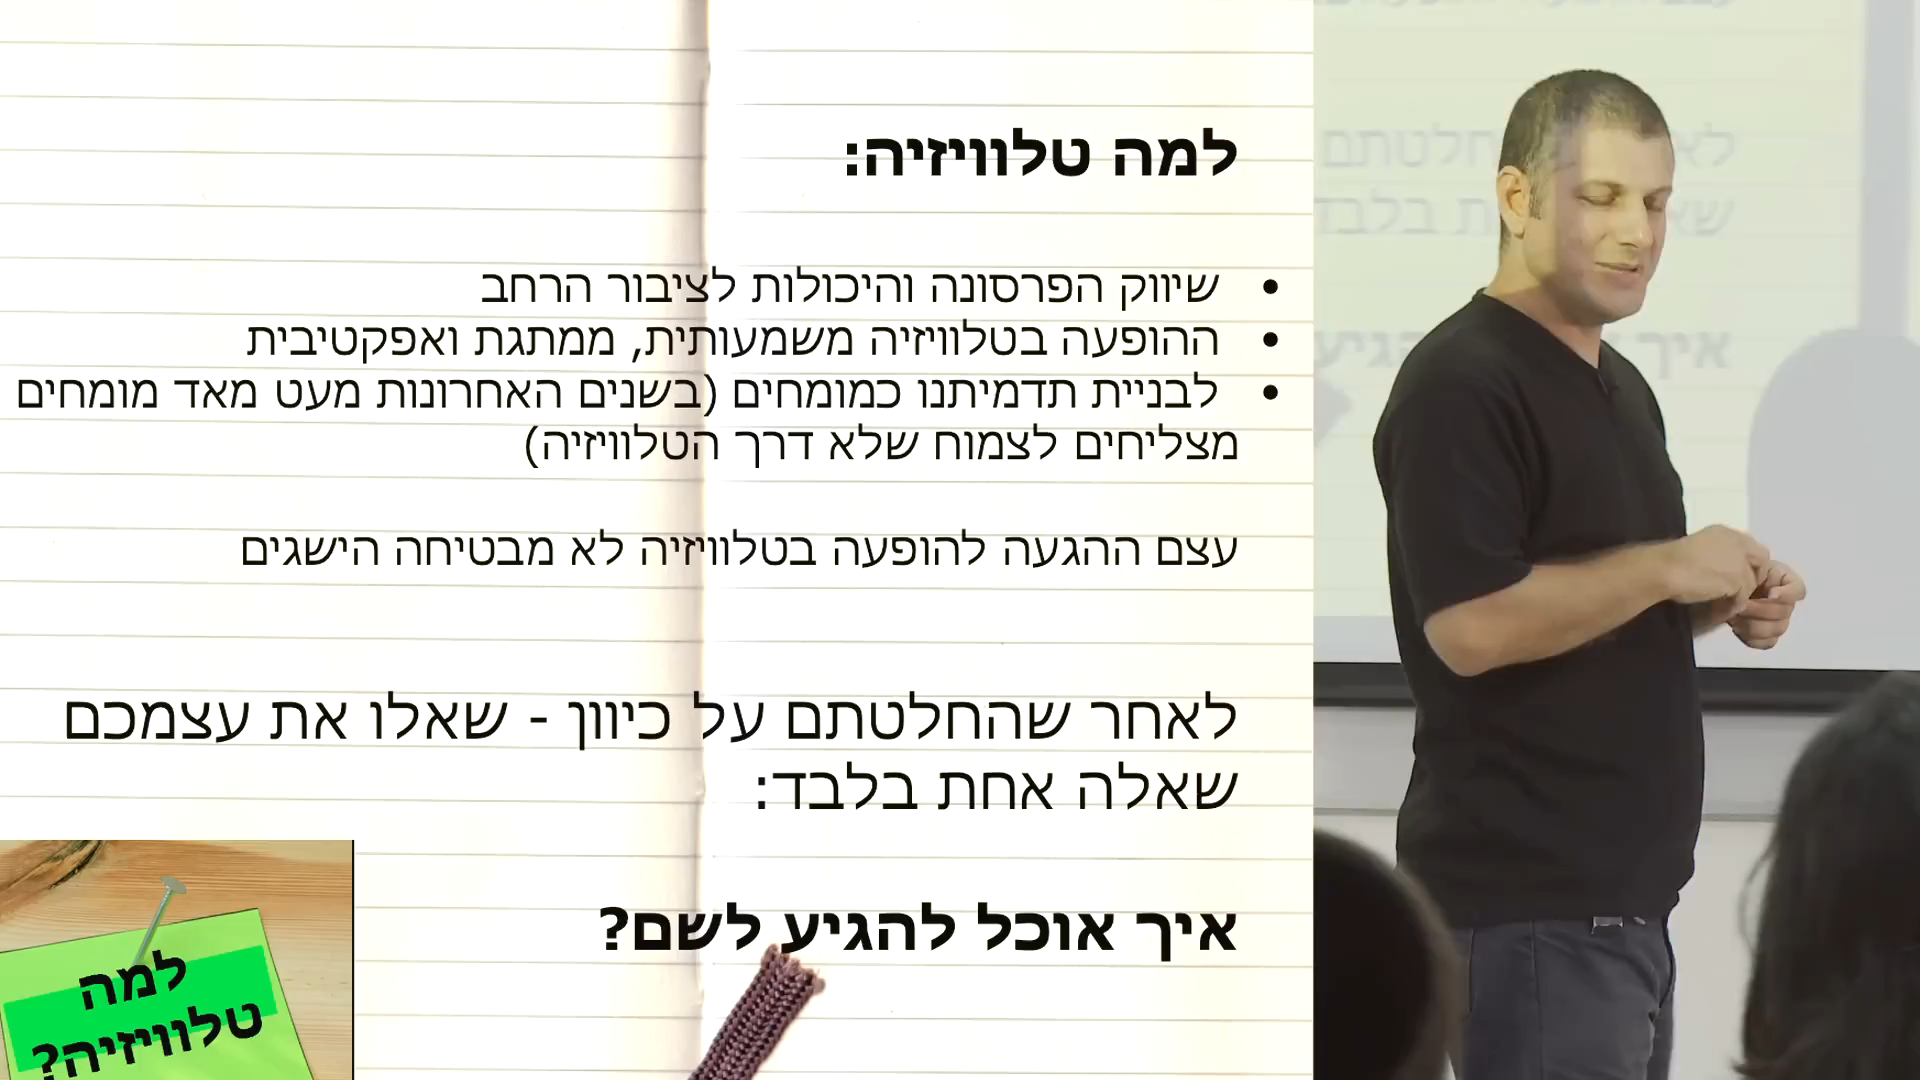 למה טלוויזיה:
• שיווק הפרסונה והיכולות לציבור הרחב
• ההופעה בטלוויזיה משמעותית, ממתגת ואפקטיבית
• לבניית תדמיתנו כמומחים (בשנים האחרונות מעט מאד מומחים
מצליחים לצמוח שלא דרך הטלוויזיה)
עצם ההגעה להופעה בטלוויזיה לא מבטיחה הישגים
לאחר שהחלטתם על כיוון - שאלו את עצמכם
שאלה אחת בלבד:
איך אוכל להגיע לשם?
למה
טלוויזיה?
בלבד
איך